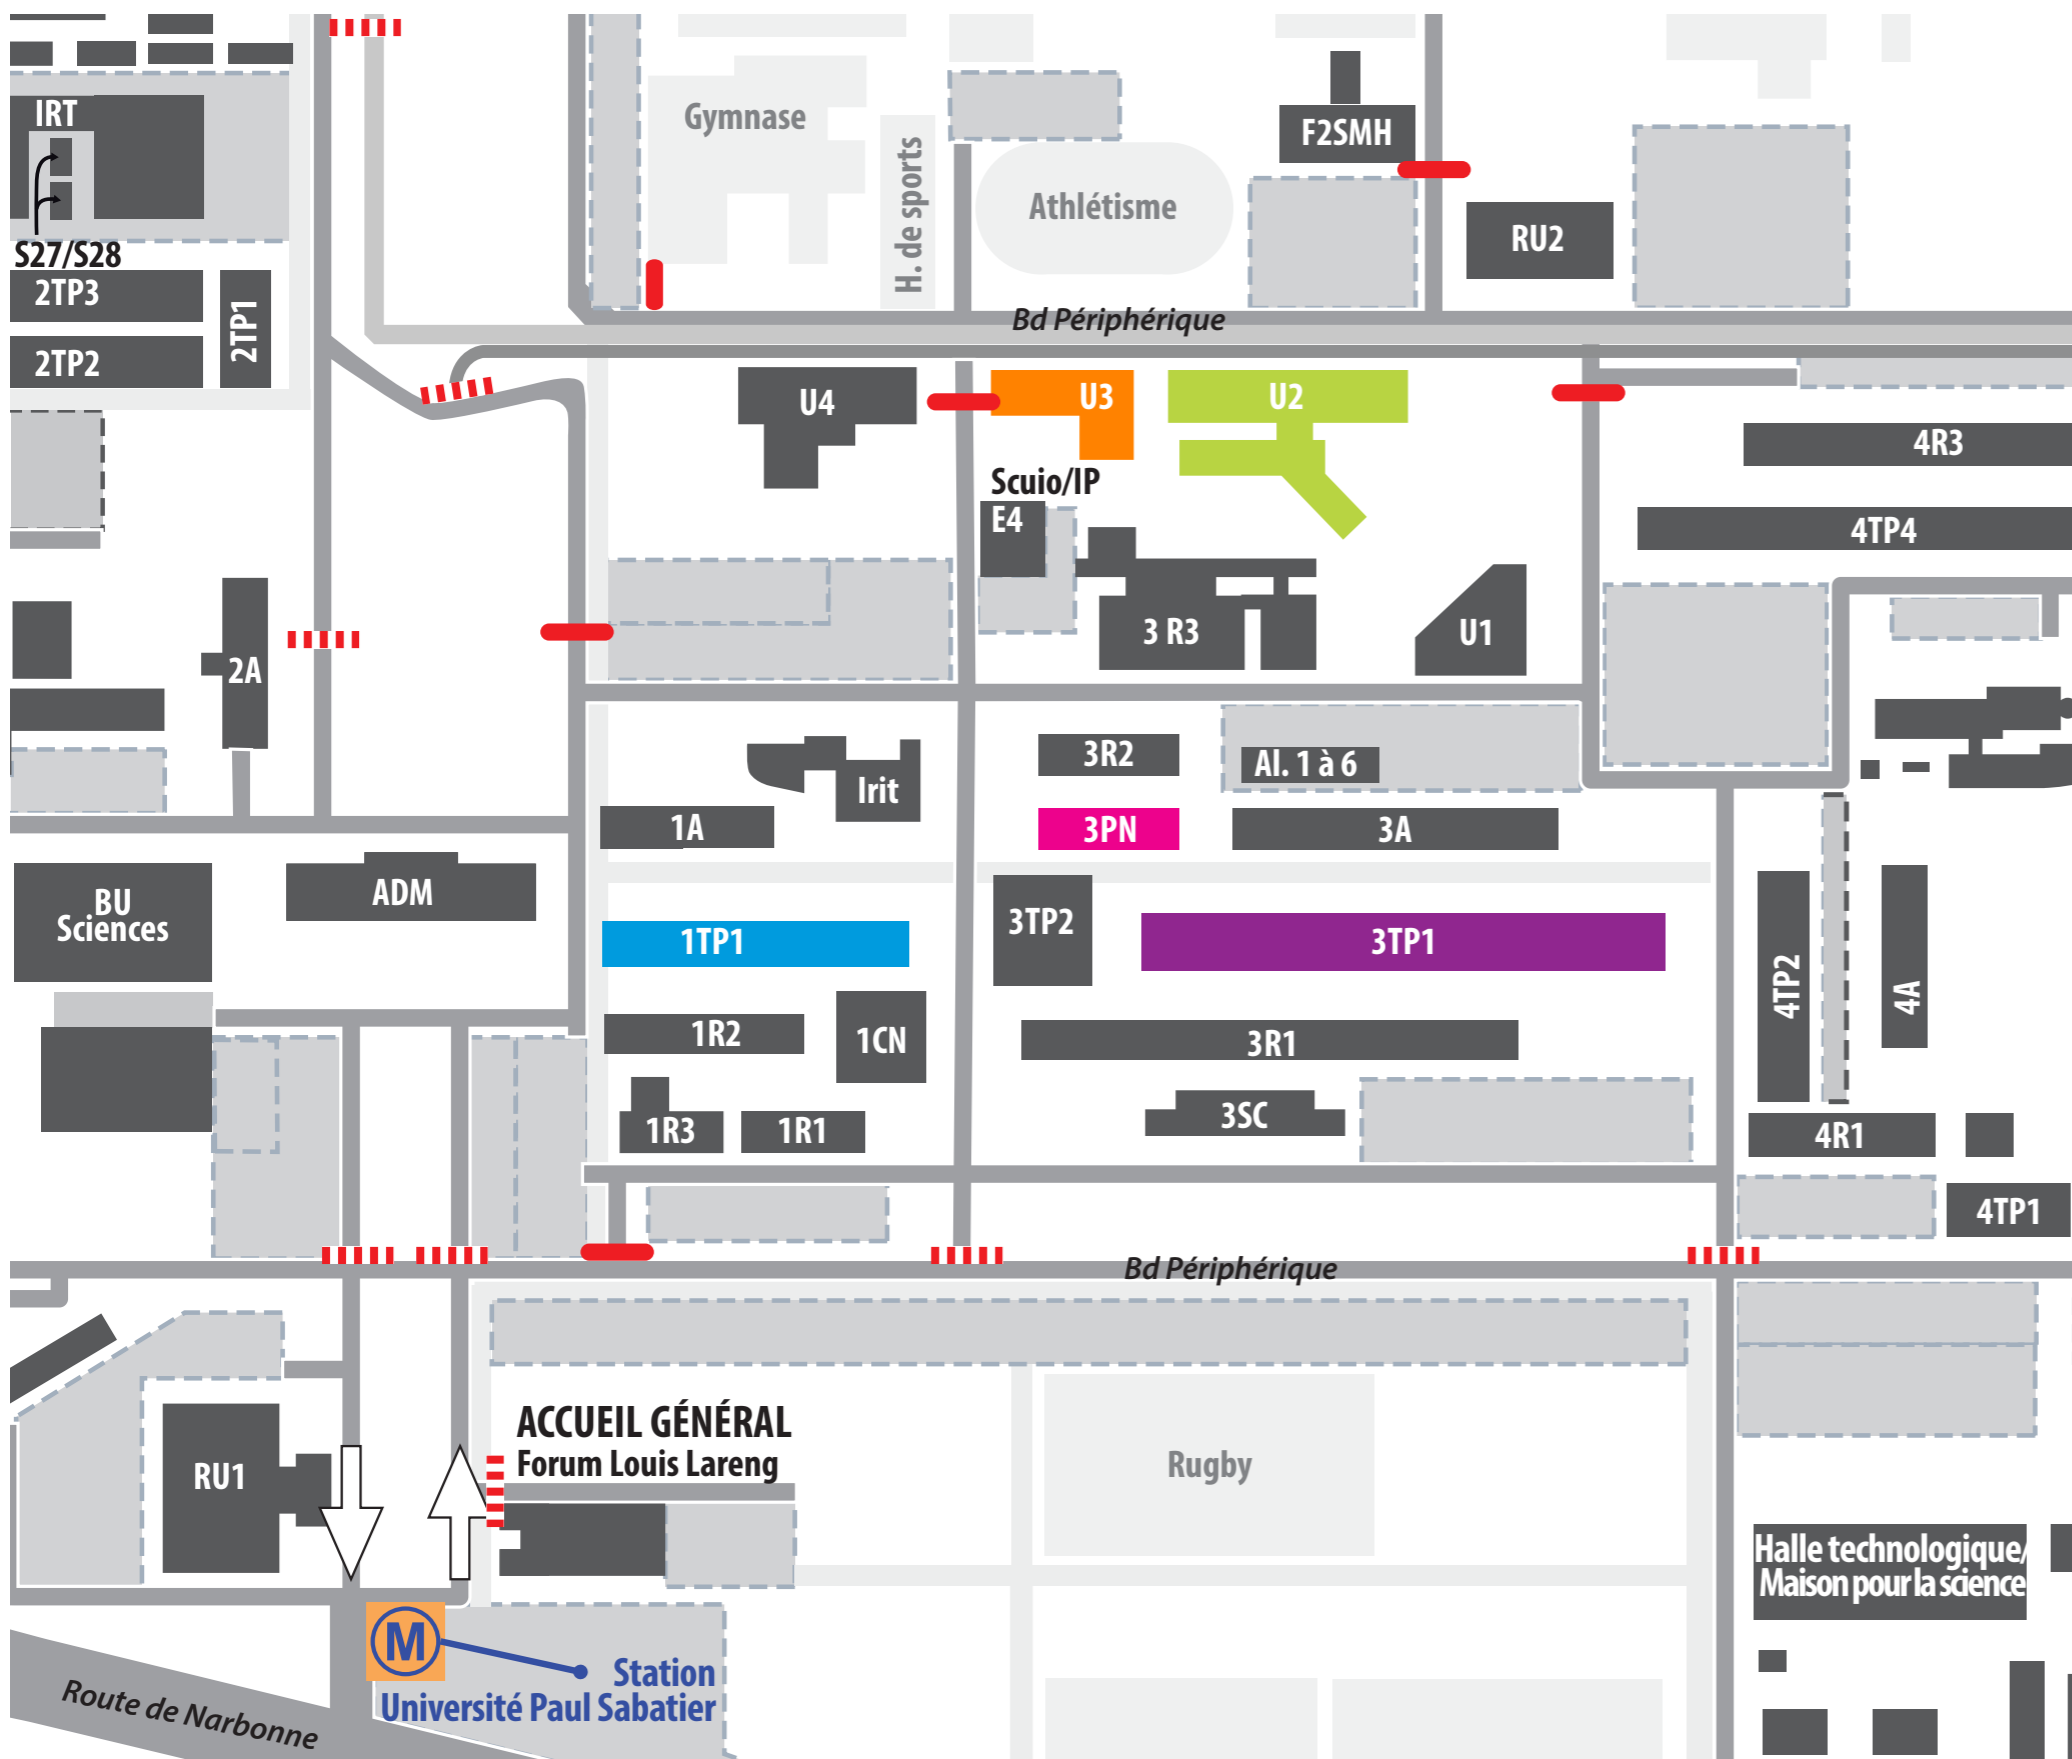 IRT
Gymnase
H. de sports
Athlétisme
F2SMH
RU2
S27/S28
2TP3
2TP1
2TP2
Bd Périphérique
U4
U3
U2
4R3
Scuio/IP
E4
4TP4
3 R3
U1
2A
3R2
Al. 1 à 6
Irit
1A
3PN
3A
BU
Sciences
ADM
1TP1
3TP2
3TP1
4TP2
4A
1R2
1CN
3R1
1R3
1R1
3SC
4R1
4TP1
Bd Périphérique
ACCUEIL GÉNÉRAL
Forum Louis Lareng
RU1
Rugby
Halle technologique/
Maison pour la science
M
Station
Université Paul Sabatier
Route de Narbonne